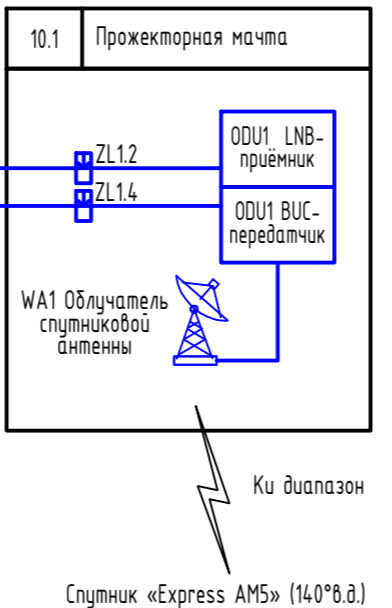 10.1 Прожекторная мачта
ZL1.2
ZL1.4
ODU1 LNB-
приёмник
ODU1 BUC-
передатчик
WA1 Облучатель
спутниковой
антенны
Ku диапазон
Спутник «Express AM5» (140°в.д.)